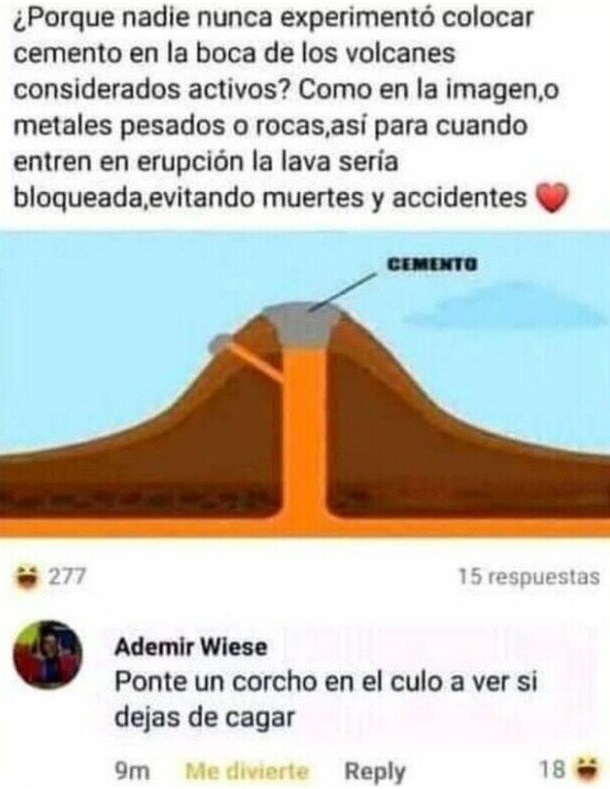 ¿Porque nadie nunca experimentó colocar
cemento en la boca de los volcanes
considerados activos? Como en la imagen,o
metales pesados o rocas,así para cuando
entren en erupción la lava sería
bloqueada,evitando muertes y accidentes ❤️
CEMENTO
277
15 respuestas
Ademir Wiese
Ponte un corcho en el culo a ver si
dejas de cagar
9m Me divierte Reply 18